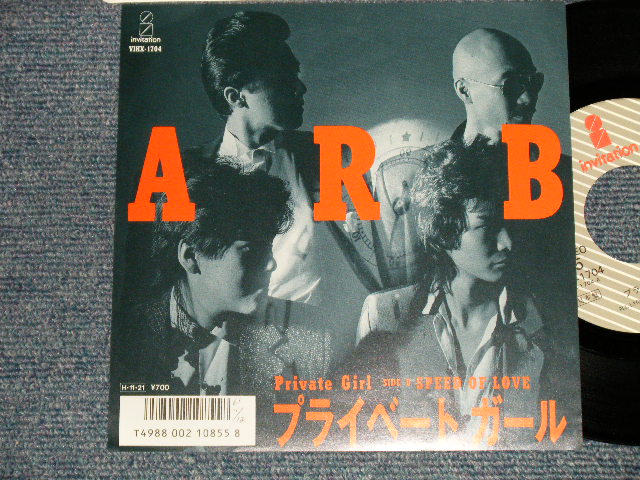 invitation
VIHX-1704
A R B
Private Girl SIDE B SPEED OF LOVE
プライベート ガール
H·11·21 ¥700
T4988 002 10855 8
invitation